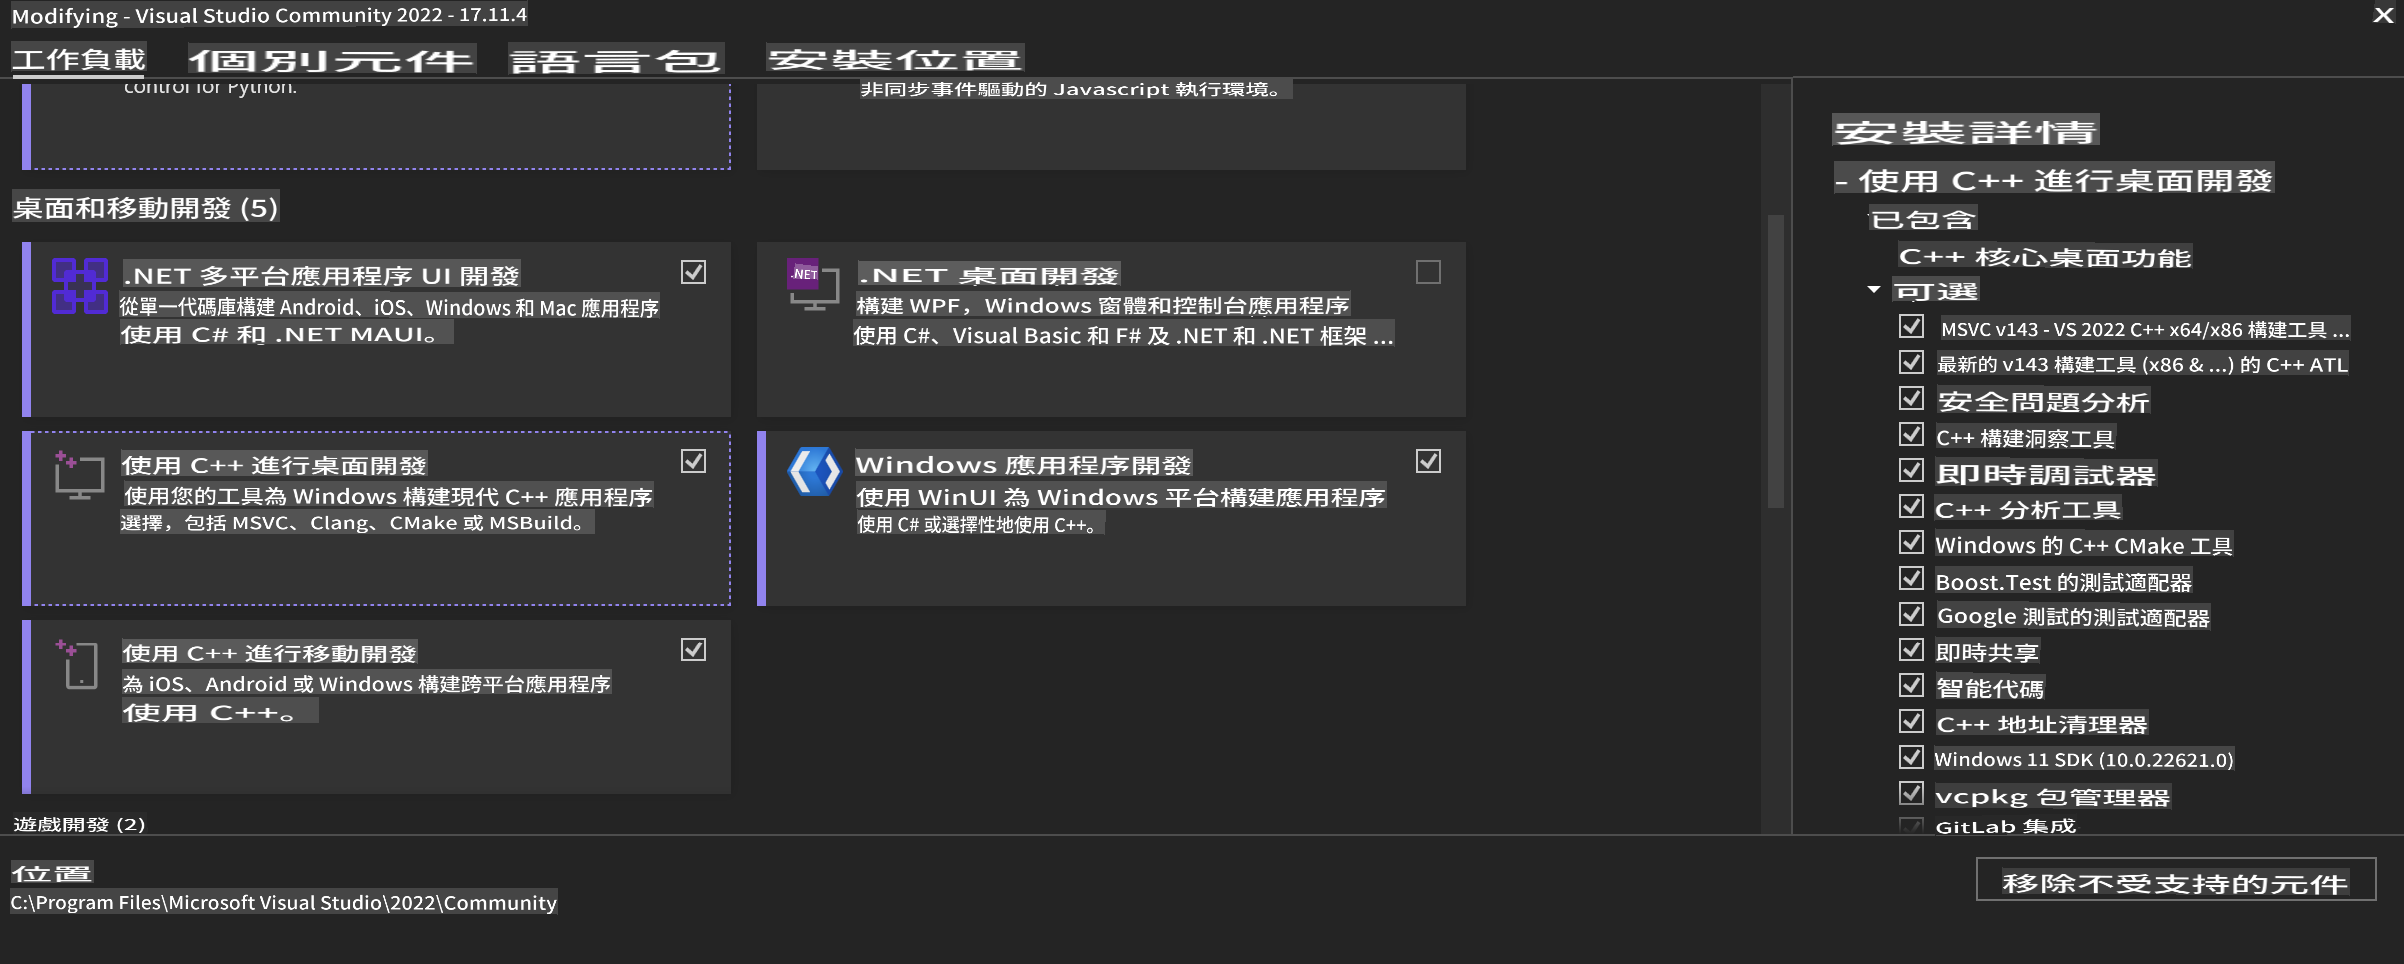 Modifying - Visual Studio Community 2022 - 17.11.4
工作負載 個別元件 語言包 安裝位置
control for Python.
非同步事件驅動的 Javascript 執行環境。
桌面和移動開發 (5)
.NET 多平台應用程序 UI 開發
從單一代碼庫構建 Android、iOS、Windows 和 Mac 應用程序
使用 C# 和 .NET MAUI。
.NET
.NET 桌面開發
構建 WPF，Windows 窗體和控制台應用程序
使用 C#、Visual Basic 和 F# 及 .NET 和 .NET 框架 ...
使用 C++ 進行桌面開發
使用您的工具為 Windows 構建現代 C++ 應用程序
選擇，包括 MSVC、Clang、CMake 或 MSBuild。
Windows 應用程序開發
使用 WinUI 為 Windows 平台構建應用程序
使用 C# 或選擇性地使用 C++。
使用 C++ 進行移動開發
為 iOS、Android 或 Windows 構建跨平台應用程序
使用 C++。
遊戲開發 (2)
安裝詳情
- 使用 C++ 進行桌面開發
已包含
C++ 核心桌面功能
可選
MSVC v143 - VS 2022 C++ x64/x86 構建工具 ...
最新的 v143 構建工具 (x86 & ...) 的 C++ ATL
安全問題分析
C++ 構建洞察工具
即時調試器
C++ 分析工具
Windows 的 C++ CMake 工具
Boost.Test 的測試適配器
Google 測試的測試適配器
即時共享
智能代碼
C++ 地址清理器
Windows 11 SDK (10.0.22621.0)
vcpkg 包管理器
GitLab 集成
位置
C:\Program Files\Microsoft Visual Studio\2022\Community
移除不受支持的元件